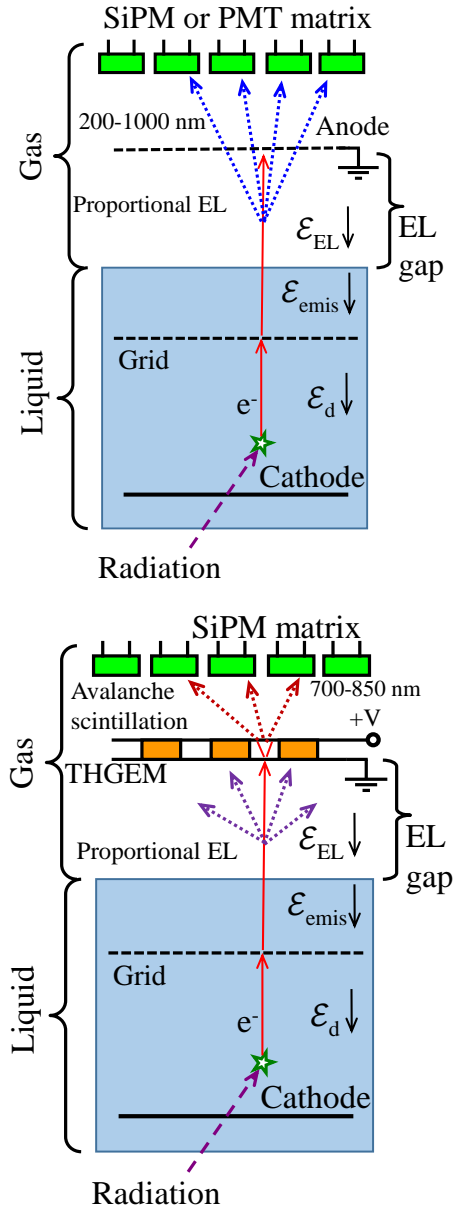 SiPM or PMT matrix
200-1000 nm
Anode
Gas
Proportional EL
ℰEL
EL
gap
ℰemis
Grid
Liquid
e-
ℰd
Cathode
Radiation
SiPM matrix
Avalanche
scintillation
700-850 nm
+V
Gas
THGEM
Proportional EL
ℰEL
EL
gap
ℰemis
Grid
Liquid
e-
ℰd
Cathode
Radiation